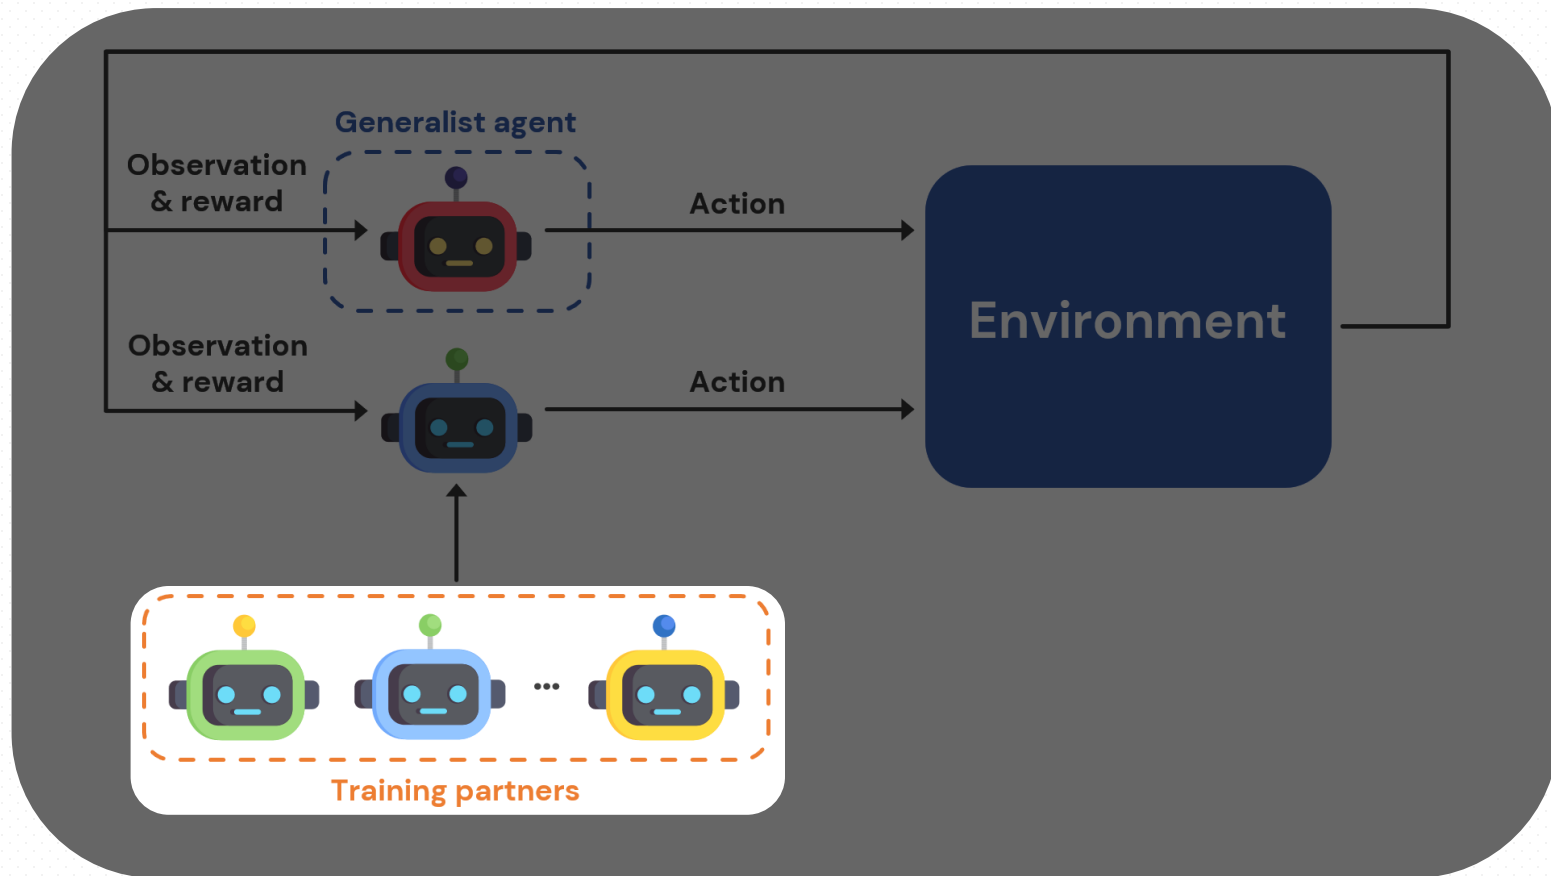 Generalist agent
Observation
& reward
Action
Environment
Observation
& reward
Action
...
Training partners